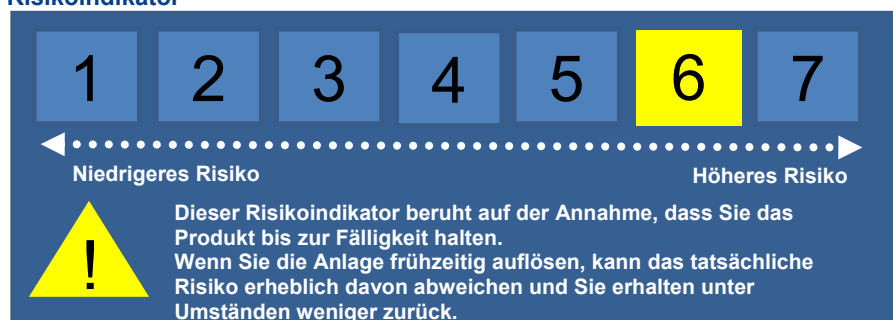 Risikoindikator
1 2 3 4 5 6 7
Niedrigeres Risiko Höheres Risiko
!
Dieser Risikoindikator beruht auf der Annahme, dass Sie das
Produkt bis zur Fälligkeit halten.
Wenn Sie die Anlage frühzeitig auflösen, kann das tatsächliche
Risiko erheblich davon abweichen und Sie erhalten unter
Umständen weniger zurück.